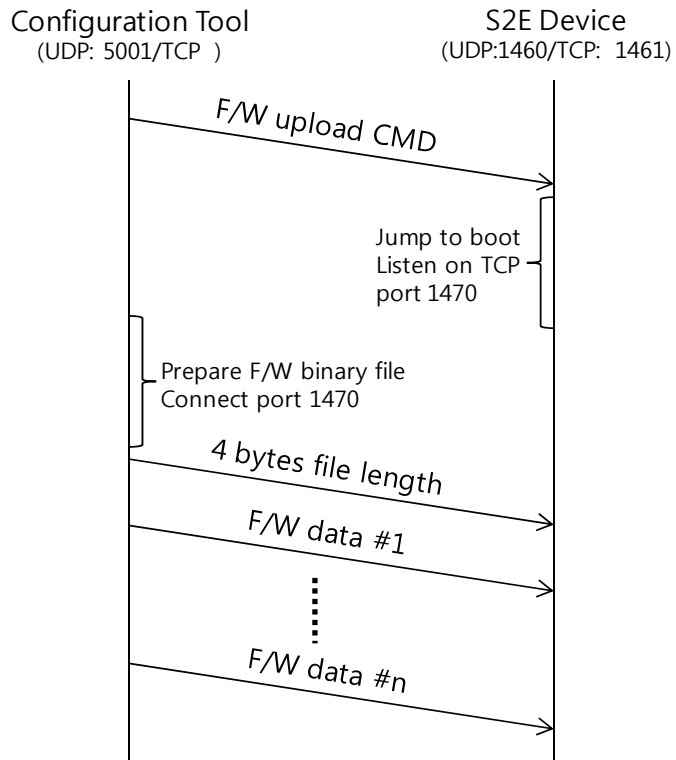 Configuration Tool
(UDP: 5001/TCP )
S2E Device
(UDP:1460/TCP: 1461)
F/W upload CMD
Jump to boot
Listen on TCP
port 1470
Prepare F/W binary file
Connect port 1470
4 bytes file length
F/W data #1
F/W data #n